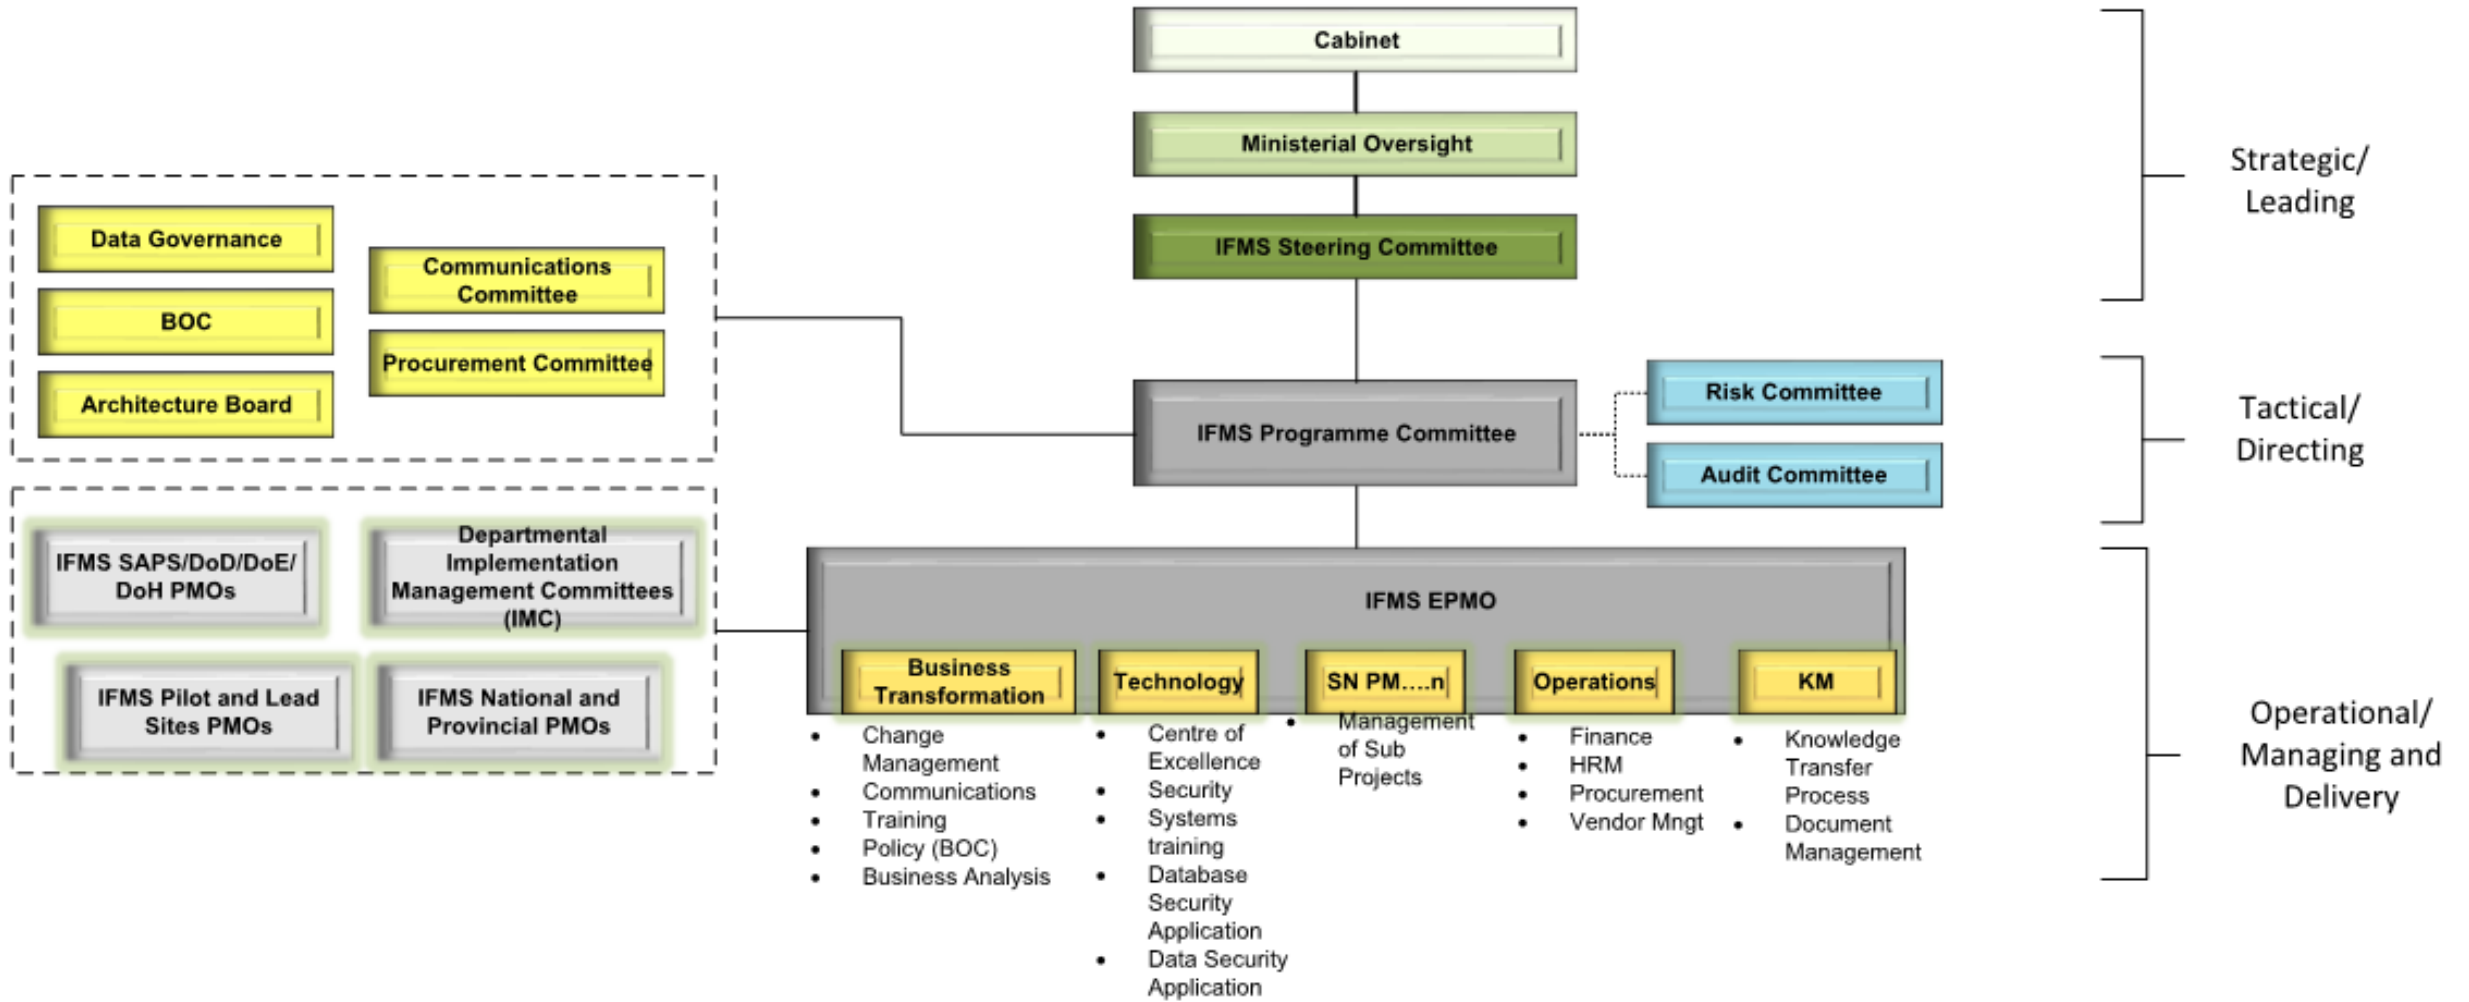 Cabinet
Ministerial Oversight
IFMS Steering Committee
Strategic/
Leading
Data Governance
BOC
Architecture Board
Communications
Committee
Procurement Committee
IFMS Programme Committee
Risk Committee
Audit Committee
Tactical/
Directing
IFMS SAPS/DoD/DoE/
DoH PMOs
Departmental
Implementation
Management Committees
(IMC)
IFMS Pilot and Lead
Sites PMOs
IFMS National and
Provincial PMOs
IFMS EPMO
Business
Transformation
• Change
Management
• Communications
• Training
• Policy (BOC)
• Business Analysis
Technology
• Centre of
Excellence
• Security
• Systems
training
• Database
Security
Application
• Data Security
Application
SN PM....n
• Management
of Sub
Projects
Operations
• Finance
• HRM
• Procurement
• Vendor Mngt
KM
• Knowledge
Transfer
Process
• Document
Management
Operational/
Managing and
Delivery